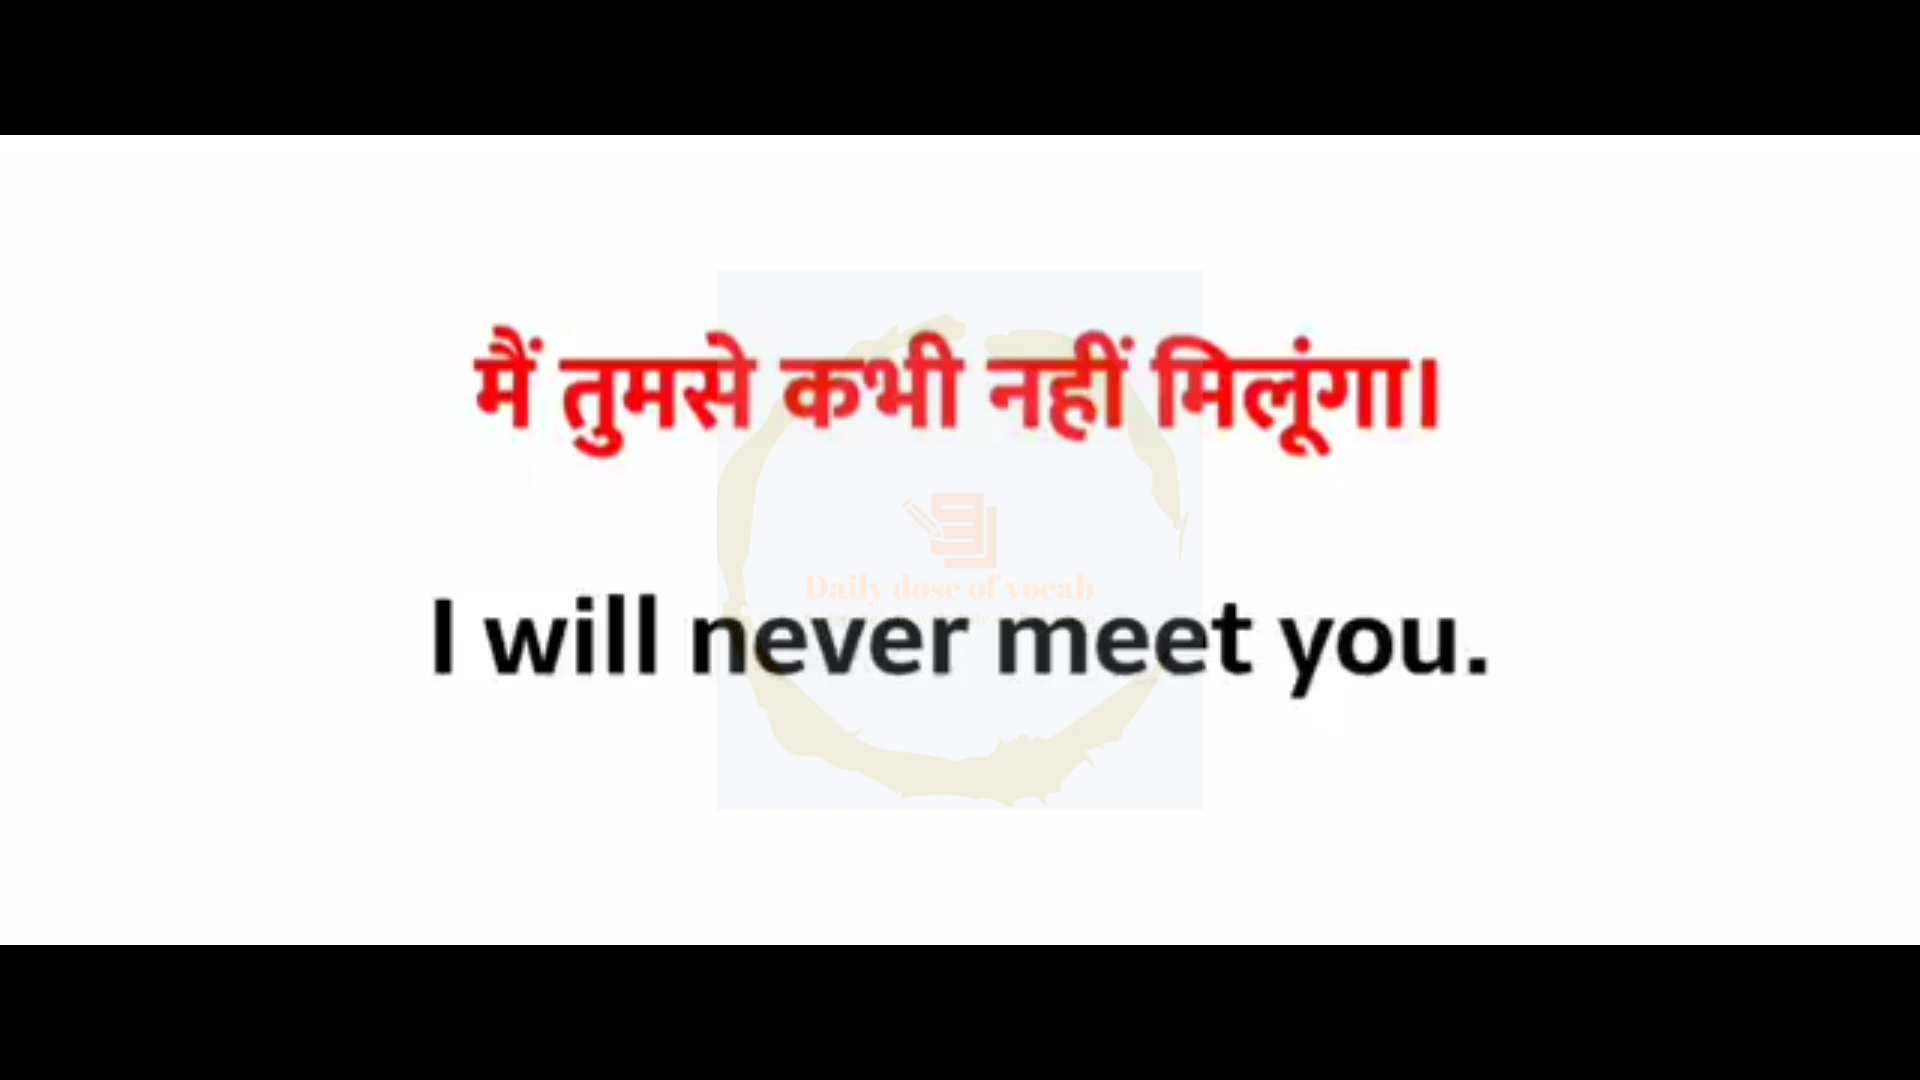 मैं तुमसे कभी नहीं मिलूंगा।
Daily dose of vocab
I will never meet you.